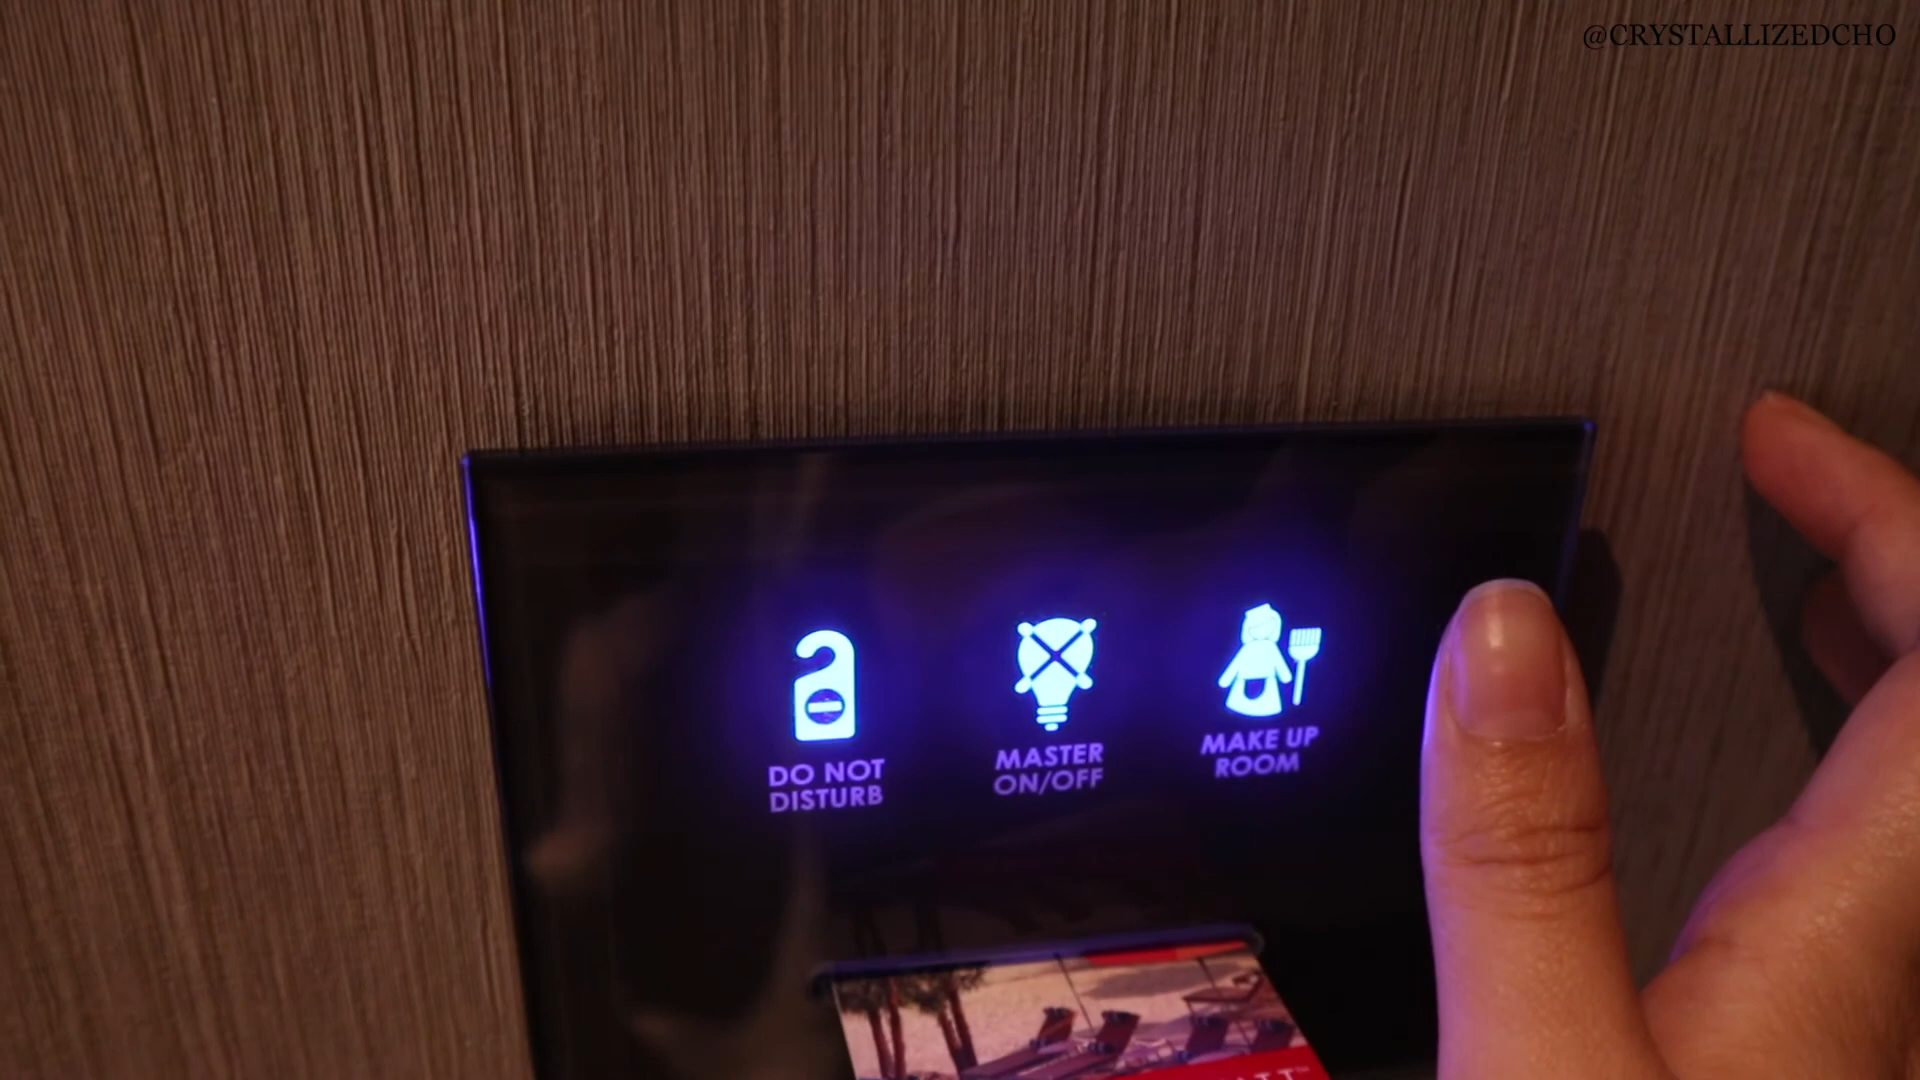 @CRYSTALLIZEDCHO
DO NOT
DISTURB
MASTER
ON/OFF
MAKE UP
ROOM